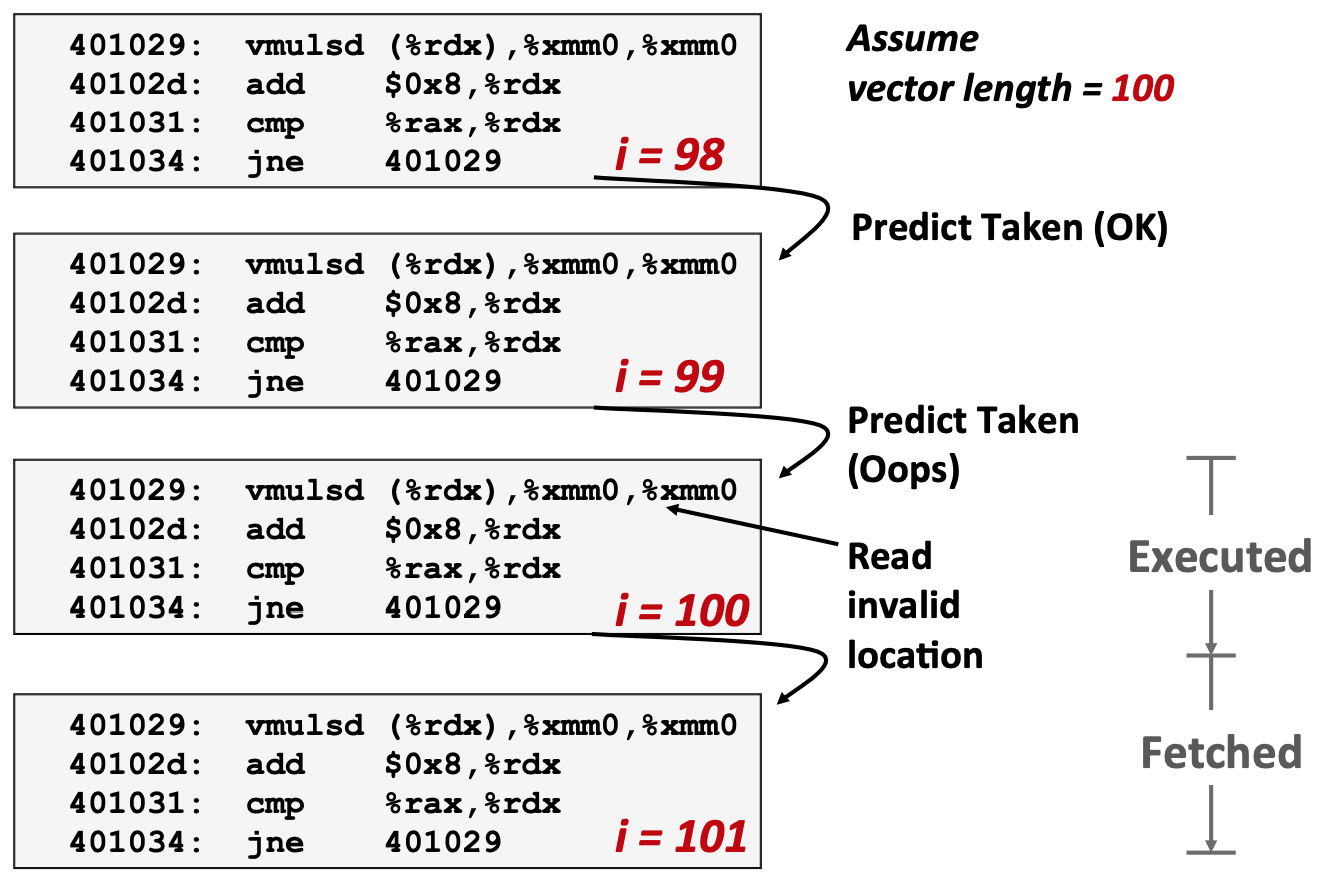 401029: vmulsd (%rdx),%xmm0,%xmm0
40102d: add $0x8,%rdx
401031: cmp %rax,%rdx
401034: jne 401029
i = 98
Assume
vector length = 100
Predict Taken (OK)
401029: vmulsd (%rdx),%xmm0,%xmm0
40102d: add $0x8,%rdx
401031: cmp %rax,%rdx
401034: jne 401029
i = 99
Predict Taken
(Oops)
401029: vmulsd (%rdx),%xmm0,%xmm0
40102d: add $0x8,%rdx
401031: cmp %rax,%rdx
401034: jne 401029
i = 100
Read
invalid
location
Executed
401029: vmulsd (%rdx),%xmm0,%xmm0
40102d: add $0x8,%rdx
401031: cmp %rax,%rdx
401034: jne 401029
i = 101
Fetched